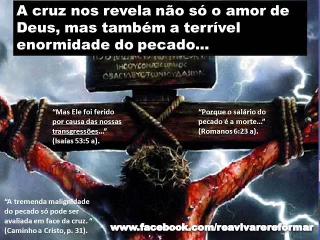 A cruz nos revela não só o amor de
Deus, mas também a terrível
enormidade do pecado...
"Mas Ele foi ferido
por causa das nossas
transgressões..."
(Isaías 53:5 a).
"Porque o salário do
pecado é a morte..."
(Romanos 6:23 a).
"A tremenda malignidade
do pecado só pode ser
avaliada em face da cruz."
(Caminho a Cristo, p. 31).
www.facebook.com/reavivarereformar